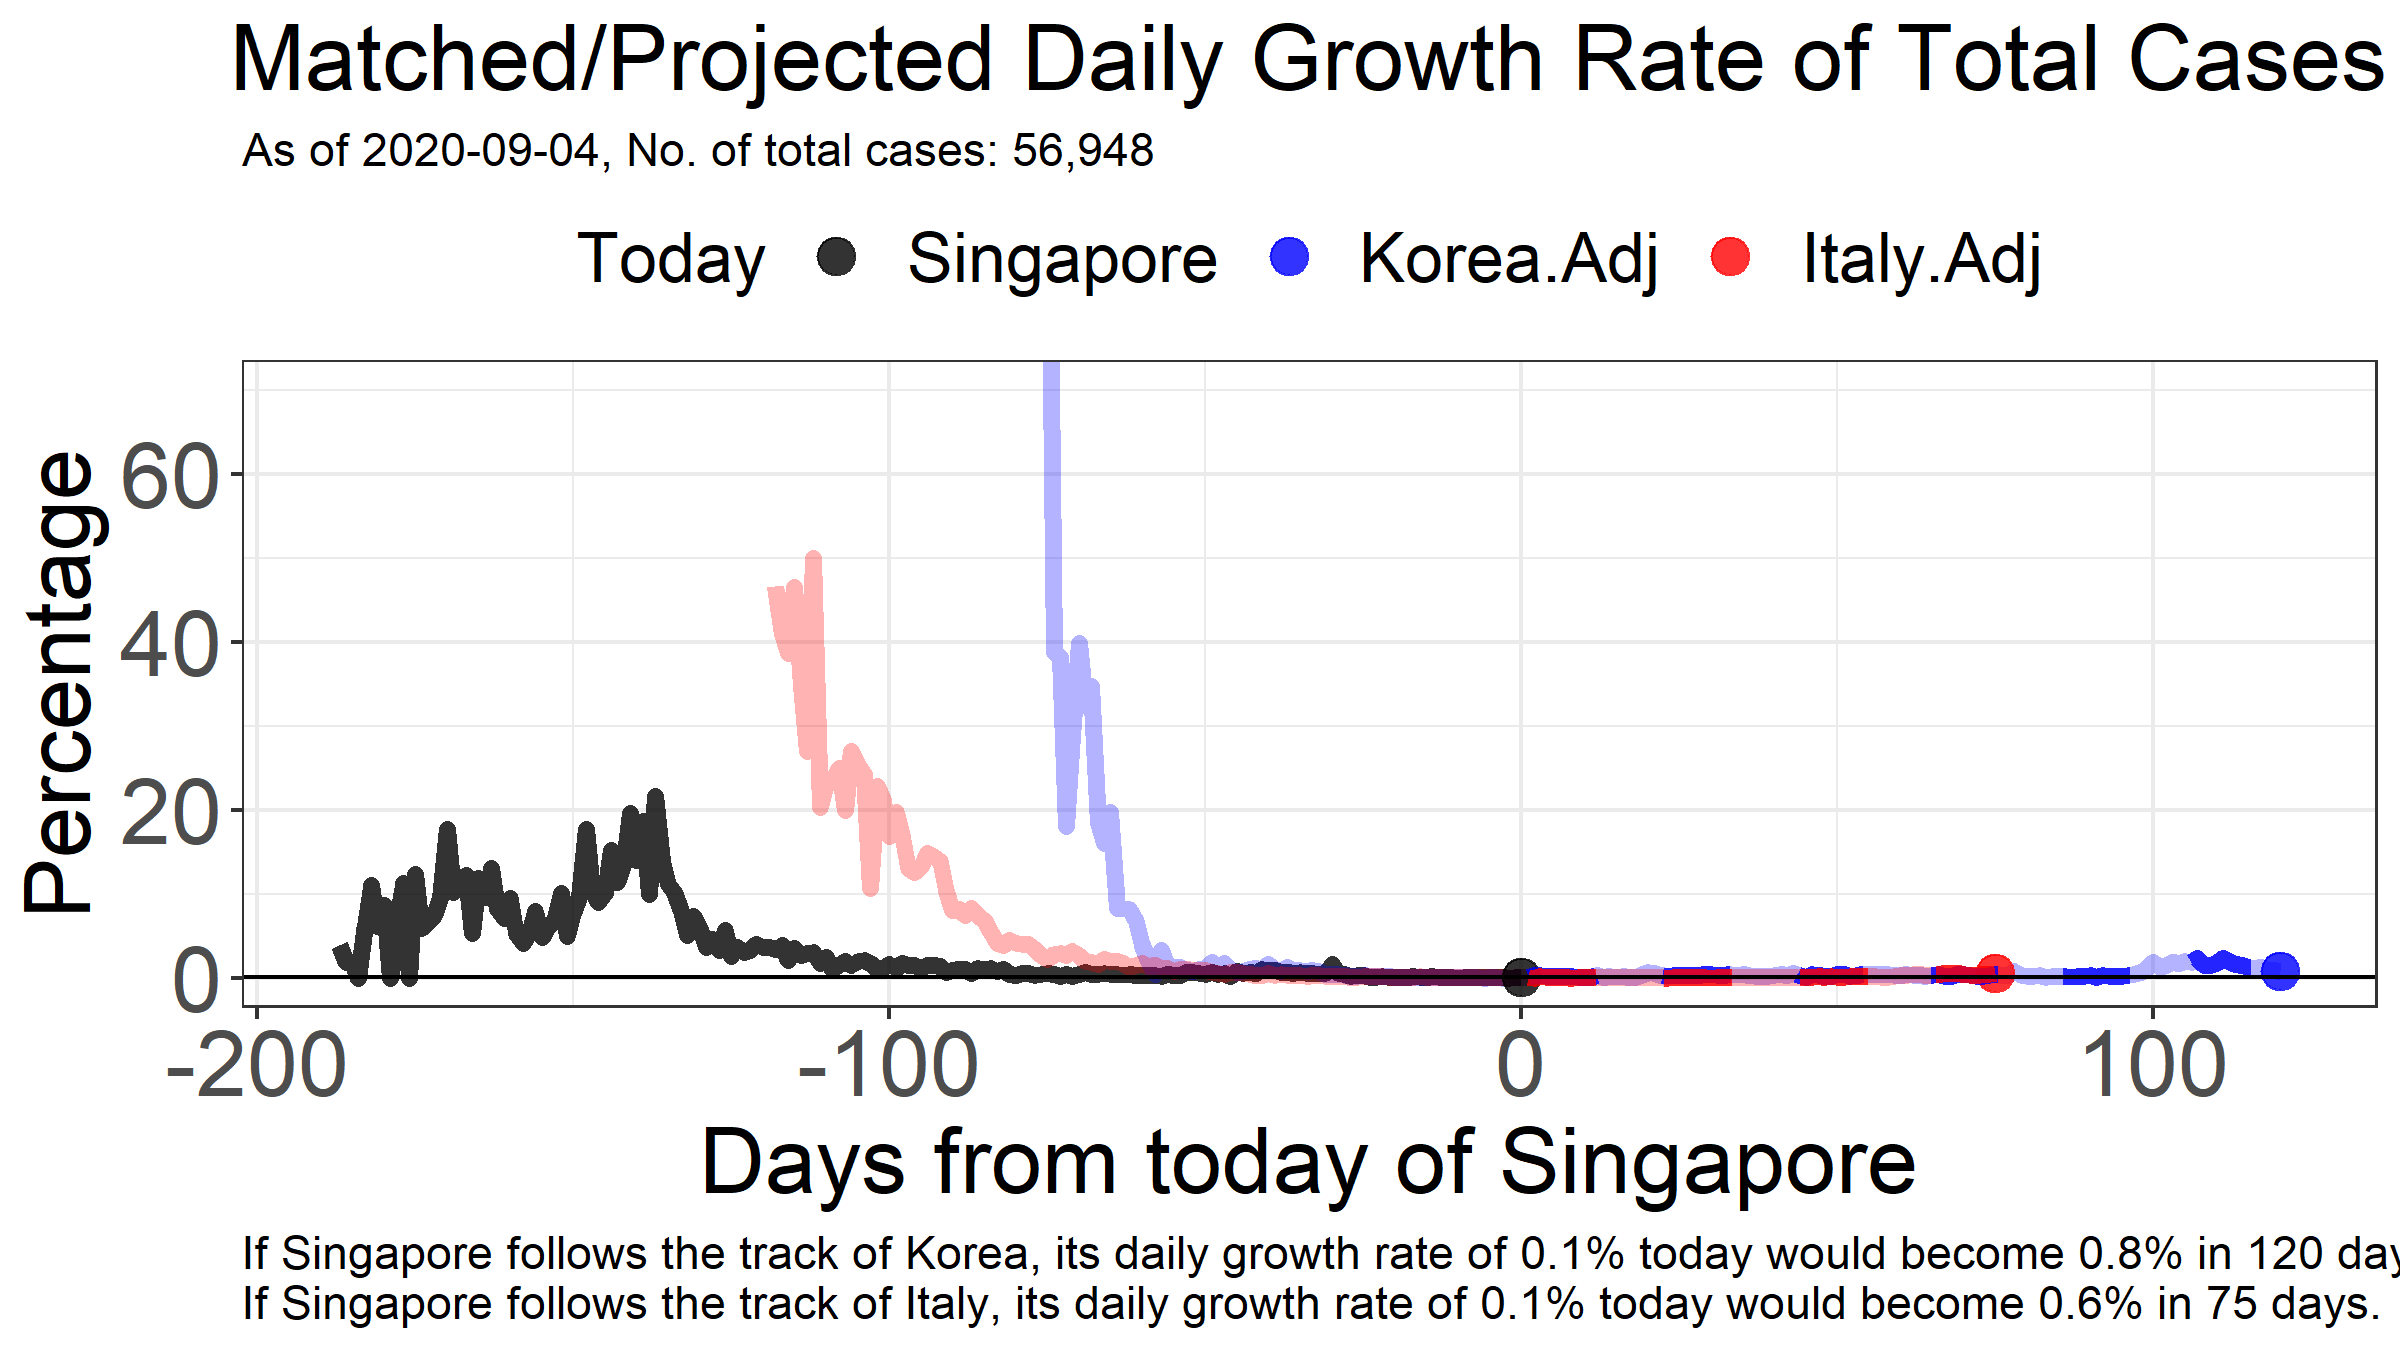 Matched/Projected Daily Growth Rate of Total Cases
As of 2020-09-04, No. of total cases: 56,948
Today Singapore Korea.Adj Italy.Adj
Percentage
60
40
20
0
-200 -100 0 100
Days from today of Singapore
If Singapore follows the track of Korea, its daily growth rate of 0.1% today would become 0.8% in 120 day
If Singapore follows the track of Italy, its daily growth rate of 0.1% today would become 0.6% in 75 days.